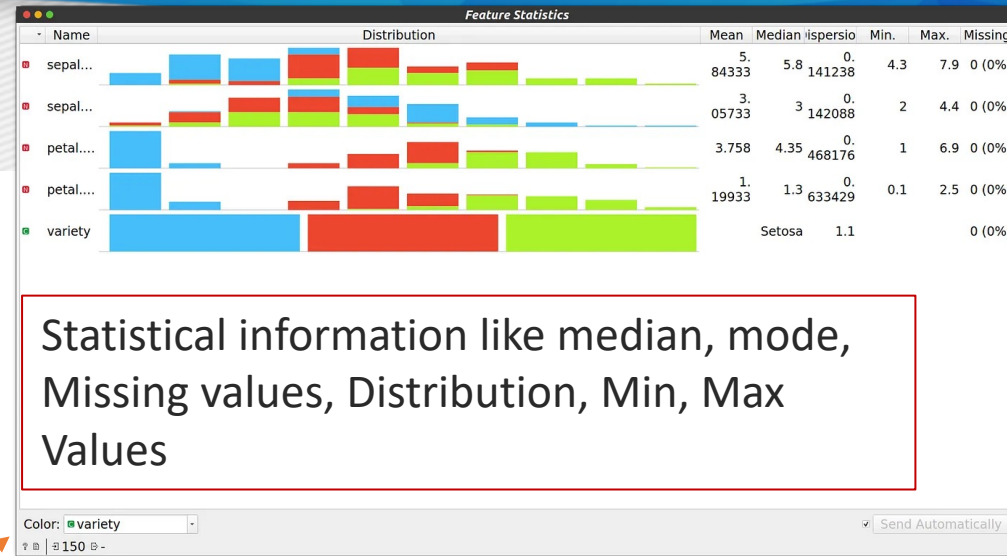 Feature Statistics
Name Distribution Mean Median ispersio Min. Max. Missing
N sepal... 5. 84333 5.8 0. 141238 4.3 7.9 0 (0%
N sepal... 3. 05733 3 0. 142088 2 4.4 0 (0%
N petal.... 3.758 4.35 0. 468176 1 6.9 0 (0%
N petal.... 1. 19933 1.3 0. 633429 0.1 2.5 0 (0%
C variety Setosa 1.1 0 (0%
Statistical information like median, mode,
Missing values, Distribution, Min, Max
Values
Color: C variety Send Automatically
? 150 -